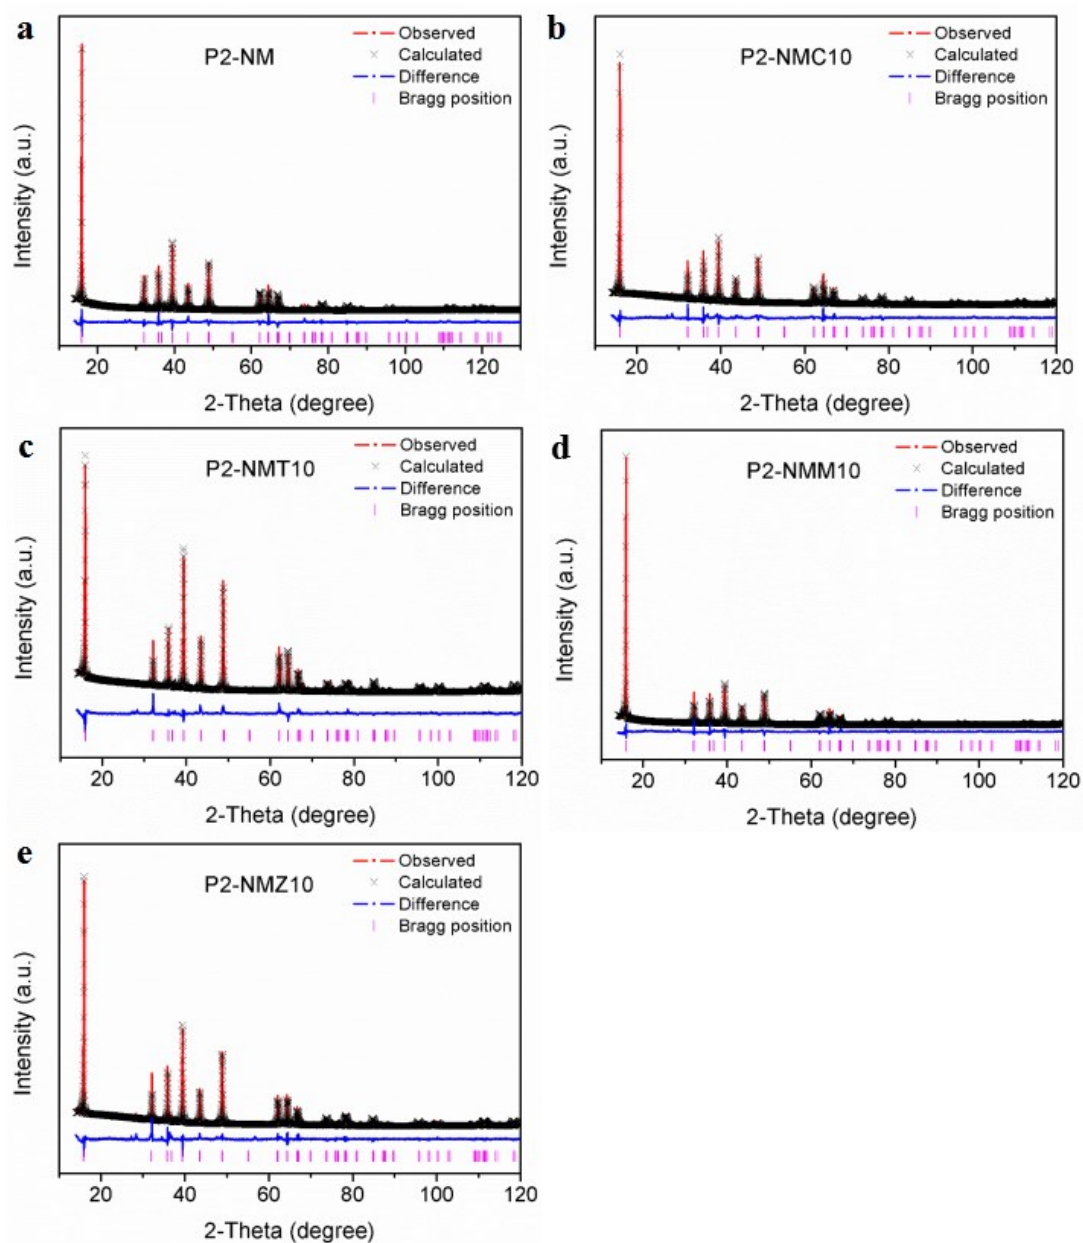 a
P2-NM
Observed
Calculated
Difference
Bragg position
Intensity (a.u.)
20 40 60 80 100 120
2-Theta (degree)
b
P2-NMC10
Observed
Calculated
Difference
Bragg position
Intensity (a.u.)
20 40 60 80 100 120
2-Theta (degree)
c
P2-NMT10
Observed
Calculated
Difference
Bragg position
Intensity (a.u.)
20 40 60 80 100 120
2-Theta (degree)
d
P2-NMM10
Observed
Calculated
Difference
Bragg position
Intensity (a.u.)
20 40 60 80 100 120
2-Theta (degree)
e
P2-NMZ10
Observed
Calculated
Difference
Bragg position
Intensity (a.u.)
20 40 60 80 100 120
2-Theta (degree)